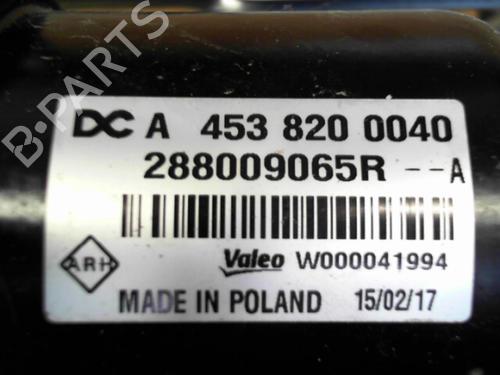 DC A 453 820 0040
288009065R --A
ARH
Valeo W000041994
MADE IN POLAND 15/02/17
B-PARTS